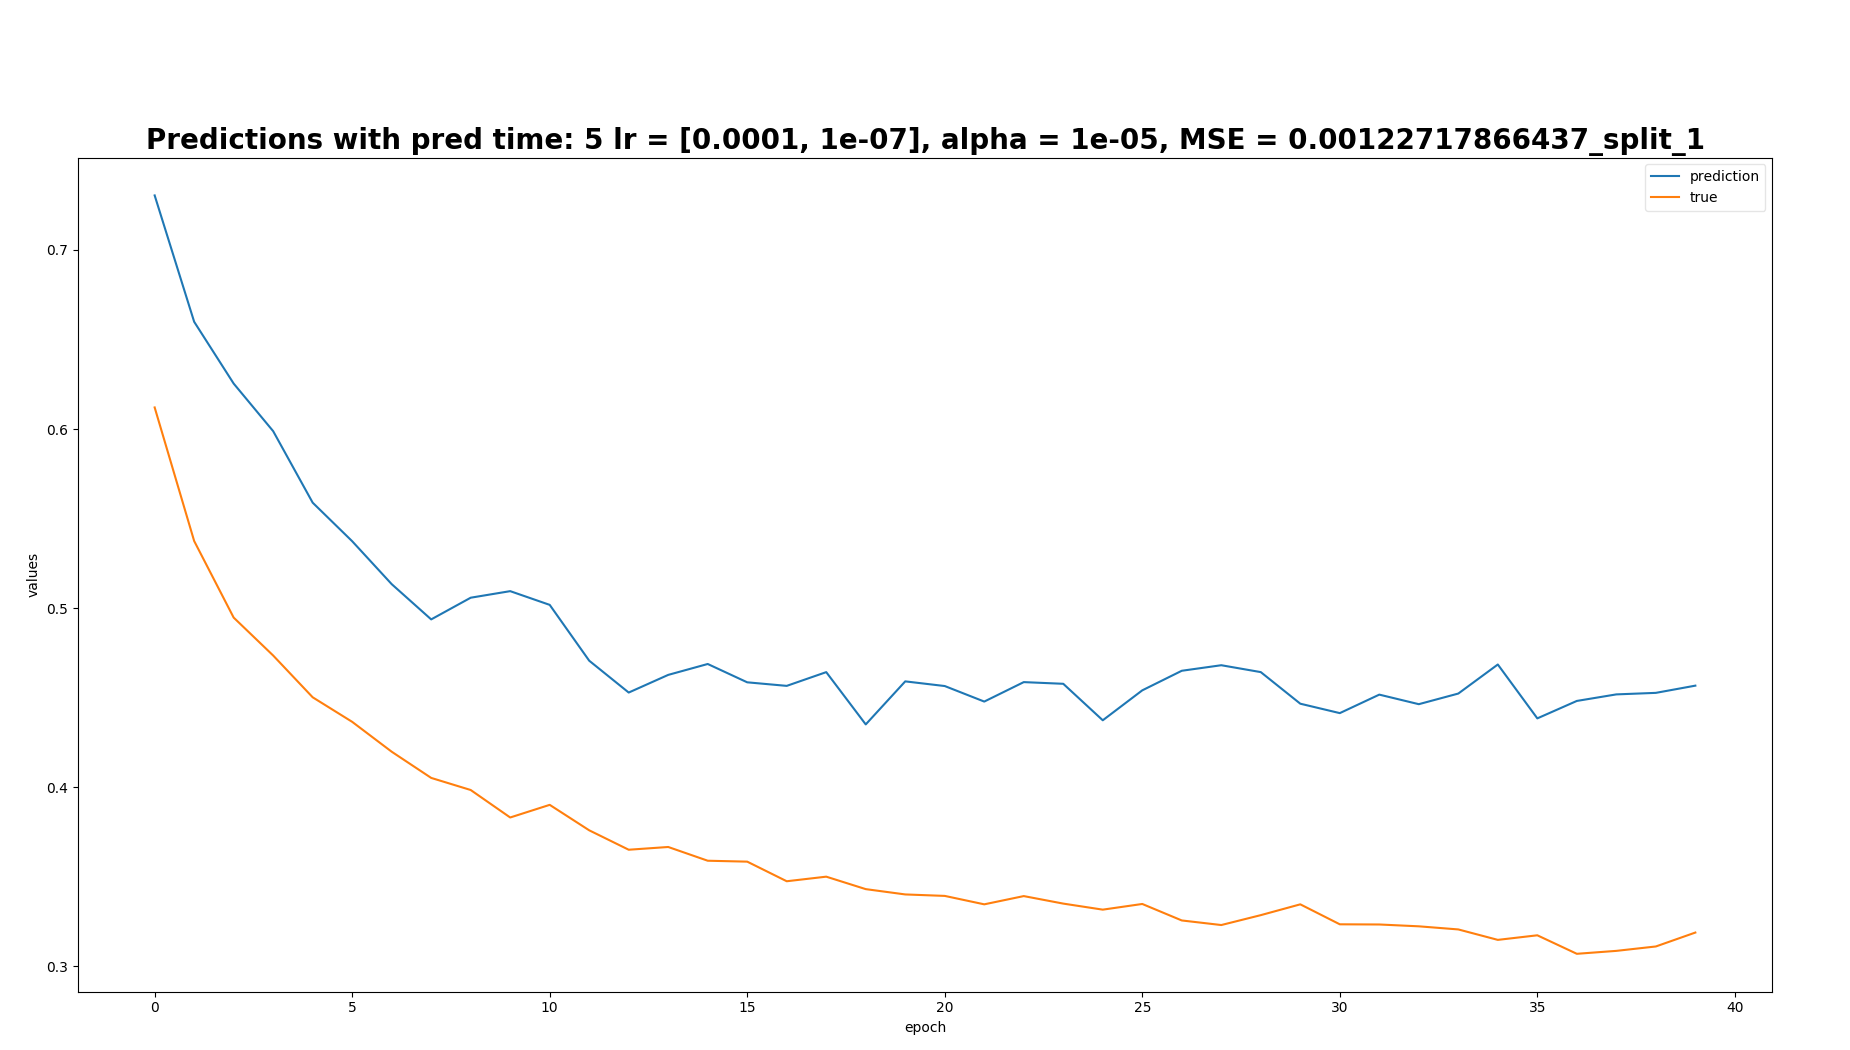 Predictions with pred time: 5 lr = [0.0001, 1e-07], alpha = 1e-05, MSE = 0.00122717866437_split_1
prediction
true
values
0.7
0.6
0.5
0.4
0.3
0 5 10 15 20 25 30 35 40
epoch